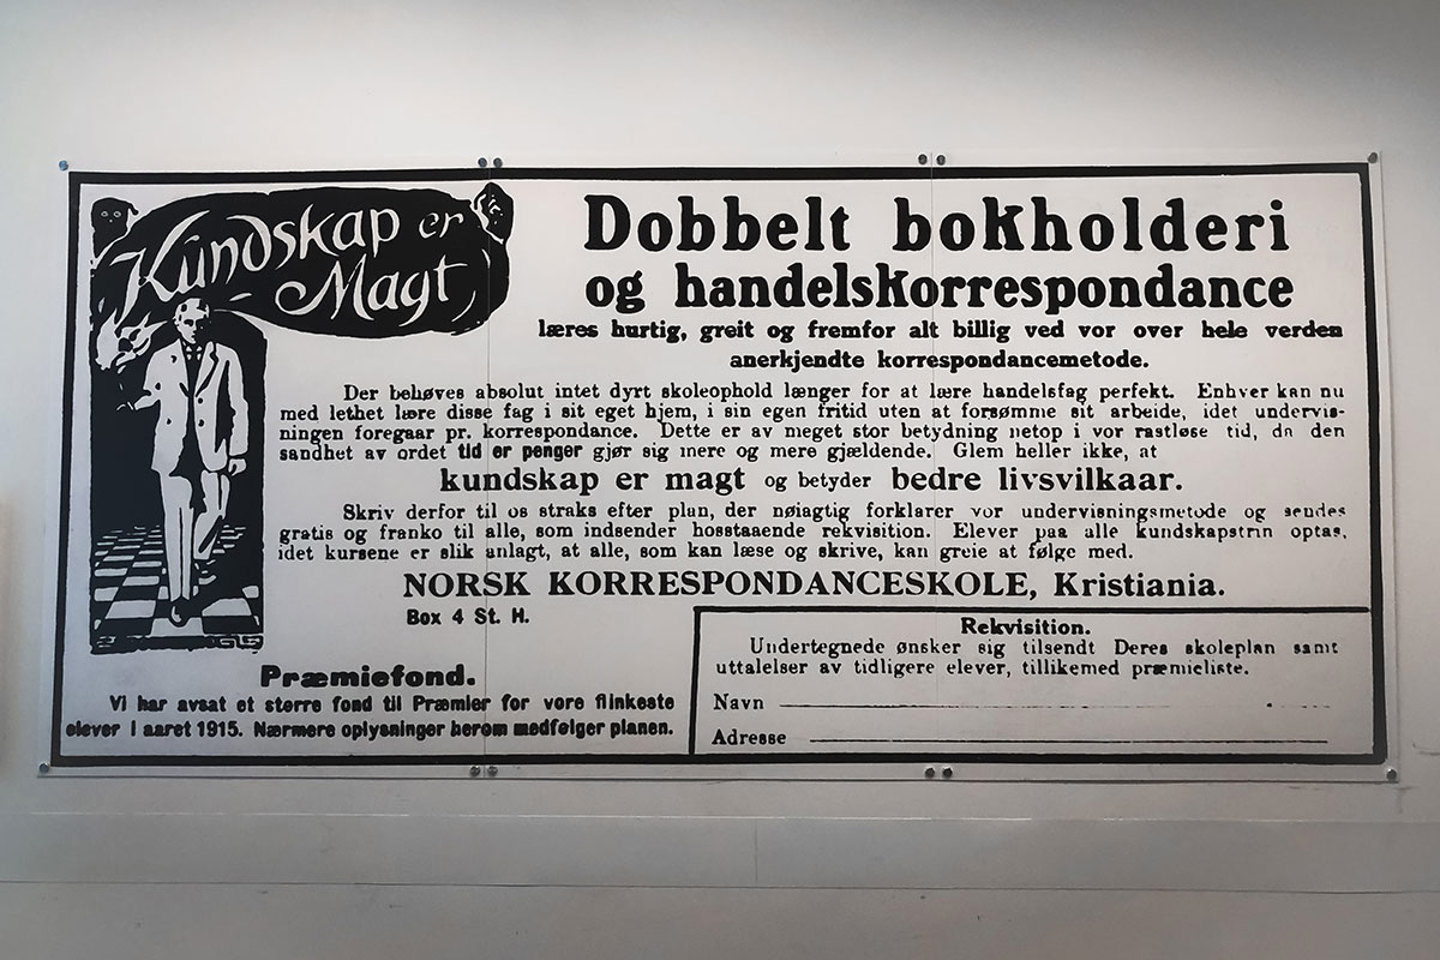 Kundskap er
Magt
Dobbelt bokholderi
og handelskorrespondance
læres hurtig, greit og fremfor alt billig ved vor over hele verden
anerkjendte korrespondancemetode.
Der behøves absolut intet dyrt skoleophold længer for at lære handelsfag perfekt. Enhver kan nu
med lethet lære disse fag i sit eget hjem, i sin egen fritid uten at forsømme sit arbeide, idet undervis-
ningen foregaar pr. korrespondance. Dette er av meget stor betydning netop i vor rastløse tid, da den
sandhet av ordet tid er penger gjør sig mere og mere gjældende. Glem heller ikke, at
kundskap er magt og betyder bedre livsvilkaar.
Skriv derfor til os straks efter plan, der nøiagtig forklarer vor undervisningsmetode og sendes
gratis og franko til alle, som indsender hosstaaende rekvisition. Elever paa alle kundskapstrin optas,
idet kursene er slik anlagt, at alle, som kan læse og skrive, kan greie at følge med.
NORSK KORRESPONDANCESKOLE, Kristiania.
Box 4 St. H.
Præmiefond.
Vi har avsat et større fond til Præmier for vore flinkeste
elever i aaret 1915. Nærmere oplysninger herom medfølger planen.
Rekvisition.
Undertegnede ønsker sig tilsendt Deres skoleplan samt
uttalelser av tidligere elever, tillikemed præmieliste.
Navn
Adresse